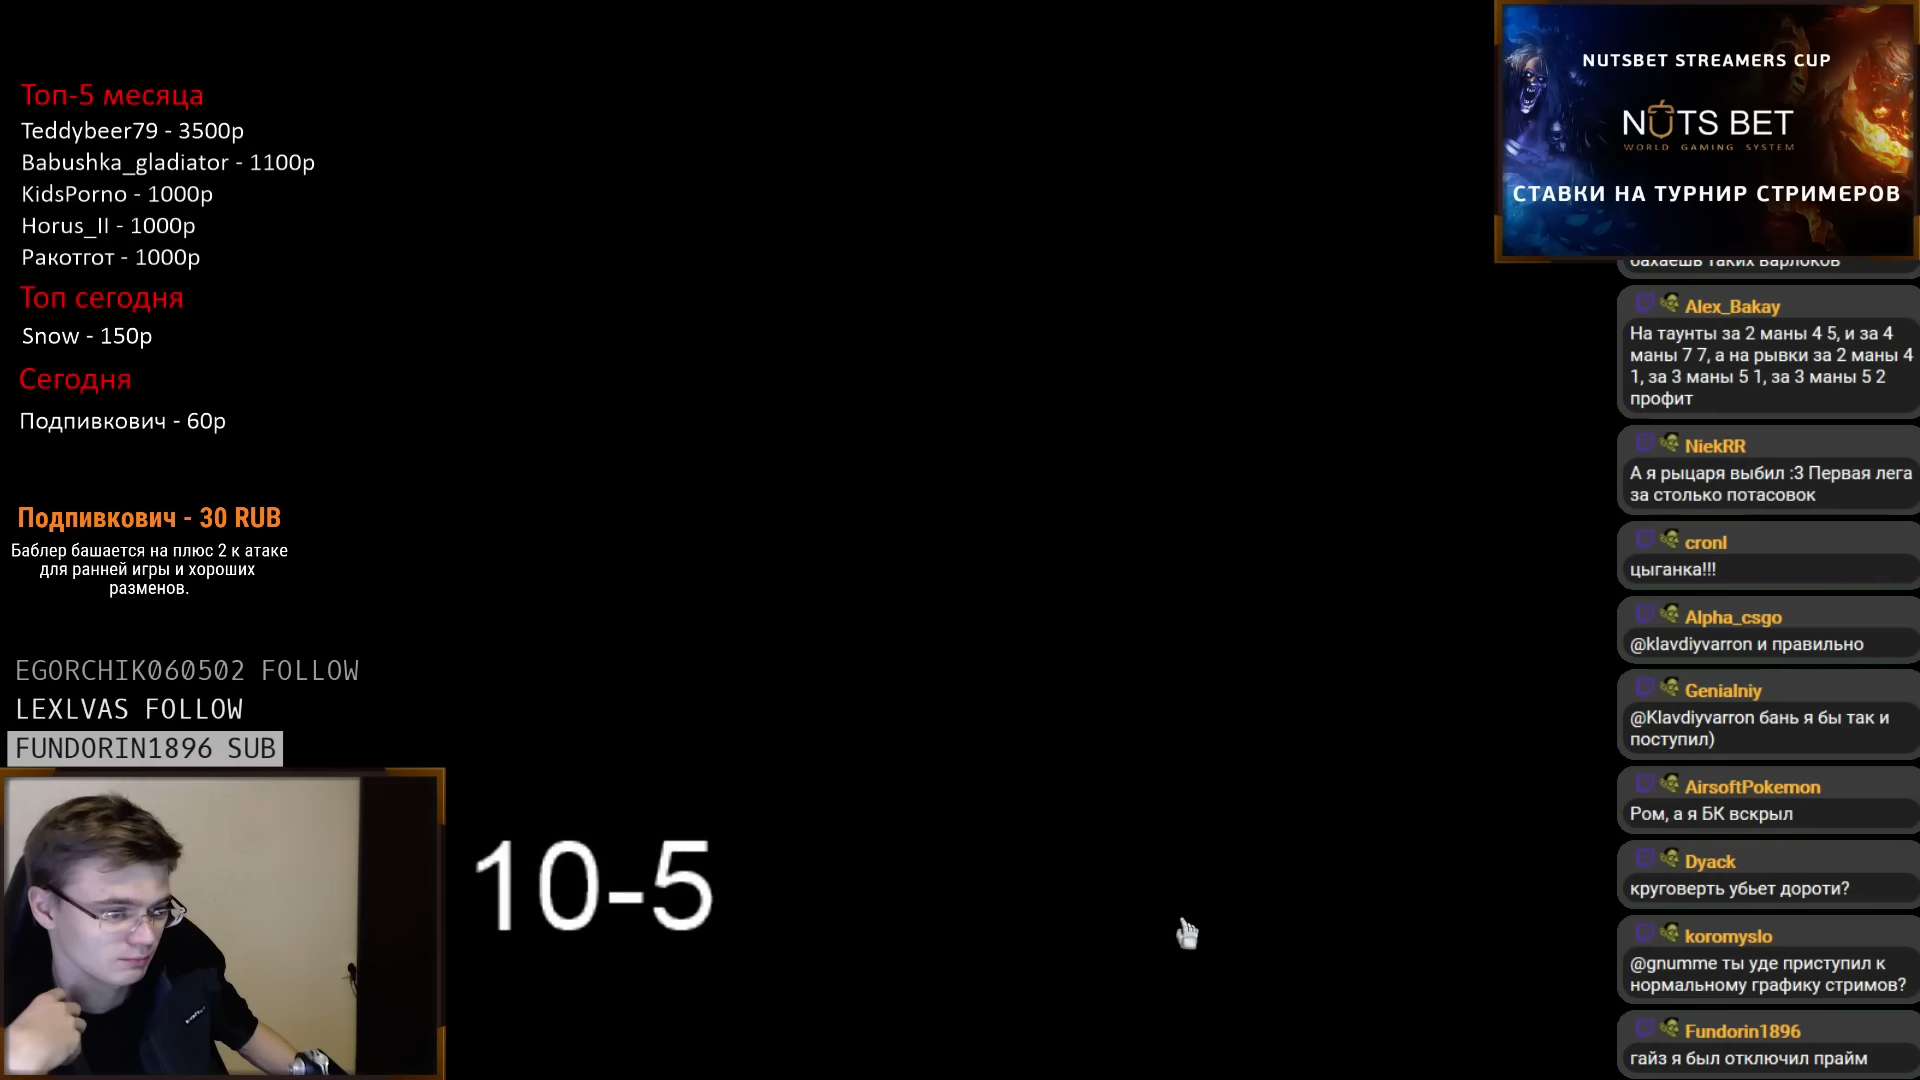 Топ-5 месяца
Teddybeer79 - 3500р
Babushka_gladiator - 1100р
KidsPorno - 1000р
Horus_II - 1000р
Ракотгот - 1000р
Топ сегодня
Snow - 150р
Сегодня
Подпивкович - 60р
Подпивкович - 30 RUB
Баблер башается на плюс 2 к атаке
для ранней игры и хороших
разменов.
EGORCHIK060502 FOLLOW
LEXLVAS FOLLOW
FUNDORIN1896 SUB
10-5
NUTSBET STREAMERS CUP
NUTS BET
WORLD GAMING SYSTEM
СТАВКИ НА ТУРНИР СТРИМЕРОВ
бахаешь таких варлоков
Alex_Bakay
На таунты за 2 маны 4 5, и за 4
маны 7 7, а на рывки за 2 маны 4
1, за 3 маны 5 1, за 3 маны 5 2
профит
NiekRR
А я рыцаря выбил :3 Первая лега
за столько потасовок
cronl
цыганка!!!
Alpha_csgo
@klavdiyvarron и правильно
Genialniy
@Klavdiyvarron бань я бы так и
поступил)
AirsoftPokemon
Ром, а я БК вскрыл
Dyack
круговерть убьет дороти?
koromyslo
@gnumme ты уде приступил к
нормальному графику стримов?
Fundorin1896
гайз я был отключил прайм